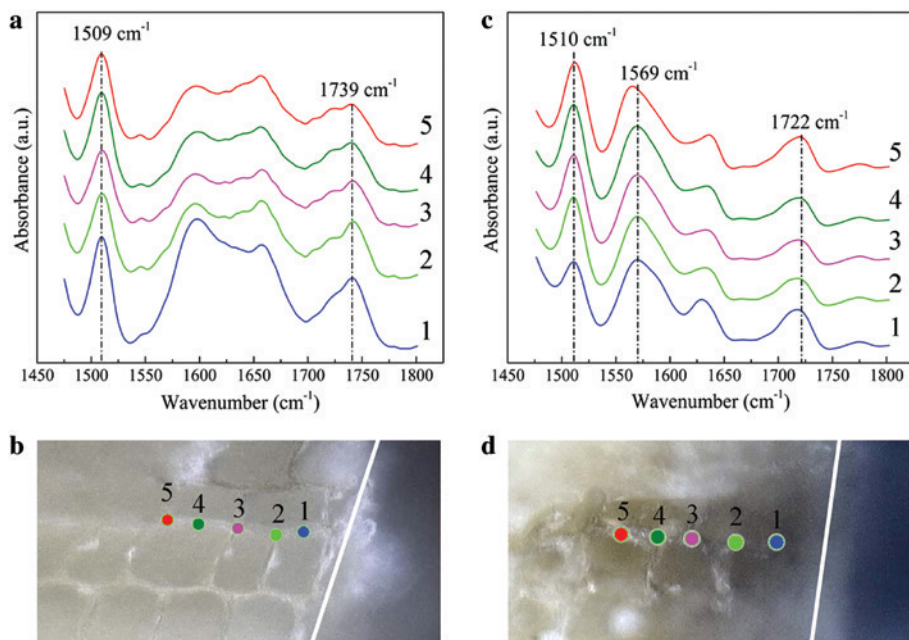 a
1509 cm⁻¹
1739 cm⁻¹
5
4
3
2
1
Absorbance (a.u.)
1450 1500 1550 1600 1650 1700 1750 1800
Wavenumber (cm⁻¹)
c
1510 cm⁻¹
1569 cm⁻¹
1722 cm⁻¹
5
4
3
2
1
Absorbance (a.u.)
1450 1500 1550 1600 1650 1700 1750 1800
Wavenumber (cm⁻¹)
b
5 4 3 2 1
d
5 4 3 2 1